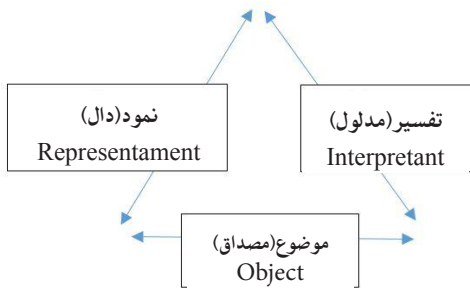 نمود(دال)
Representament
تفسیر(مدلول)
Interpretant
موضوع(مصداق)
Object